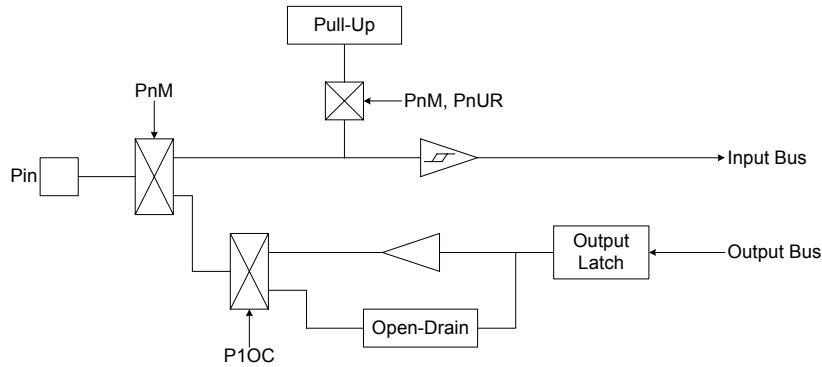 Pull-Up
PnM
PnM, PnUR
Pin
Input Bus
Output
Latch
Output Bus
Open-Drain
P1OC